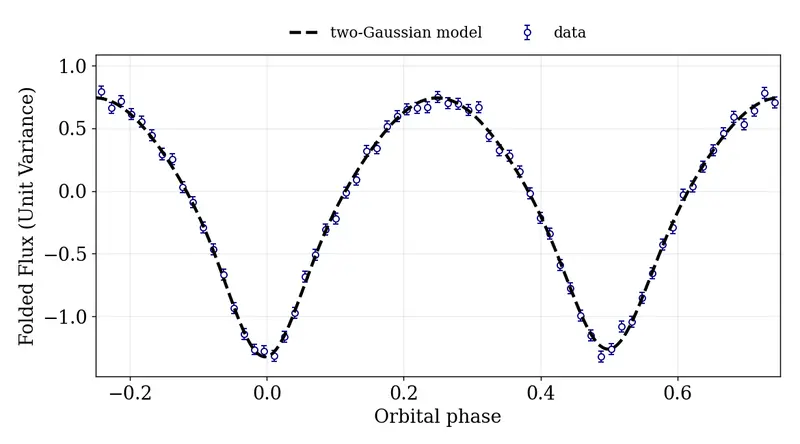 two-Gaussian model
data
Folded Flux (Unit Variance)
1.0
0.5
0.0
−0.5
−1.0
−0.2
0.0
0.2
0.4
0.6
Orbital phase